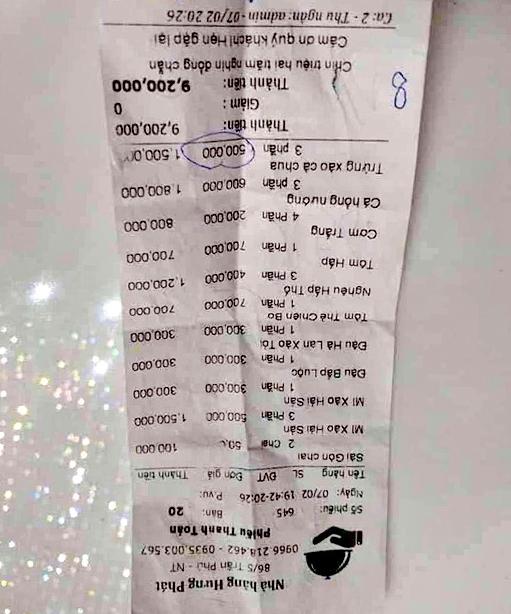 Nhà hàng Hưng Phát
86/5 Trần Phú - NT
0966.218.462 - 0935.003.567
Phiếu Thanh Toán
Số phiếu: 645 Bàn: 20
Ngày: 07/02 19:42-20:26 P.vụ:
Tên hàng SL ĐVT Đơn giá Thành tiền
Sài Gòn chai
2 Chai 50, 100,000
Mì Xáo Hải Sản
3 Phần 500,000 1,500,000
Mì Xáo Hải Sản
1 Phần 300,000 300,000
Đậu Bắp Luộc
1 Phần 300,000 300,000
Đậu Hà Lan Xáo Tỏi
1 Phần 300,000 300,000
Tôm Thẻ Chiên Bơ
1 Phần 700,000 700,000
Nghêu Hấp Thố
3 Phần 400,000 1,200,000
Tôm Hấp
1 Phần 700,000 700,000
Cơm Trắng
4 Phần 200,000 800,000
Cá hồng nướng
3 phần 600,000 1,800,000
Trứng xáo cà chua
3 phần 500,000 1,500,000
Thành tiền: 9,200,000
Giảm : 0
Thành tiền: 9,200,000
Chín triệu hai trăm nghìn đồng chẵn
Cảm ơn quý khách! Hẹn gặp lại
Ca: 2 - Thu ngân: admin - 07/02 20:26
8